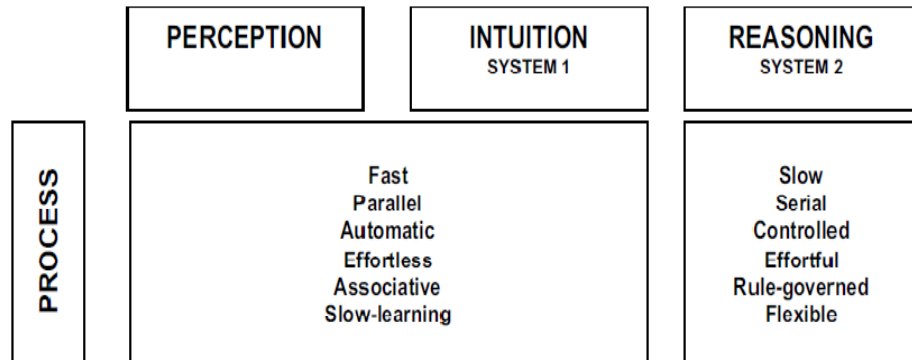 PERCEPTION
INTUITION
SYSTEM 1
REASONING
SYSTEM 2
PROCESS
Fast
Parallel
Automatic
Effortless
Associative
Slow-learning
Slow
Serial
Controlled
Effortful
Rule-governed
Flexible